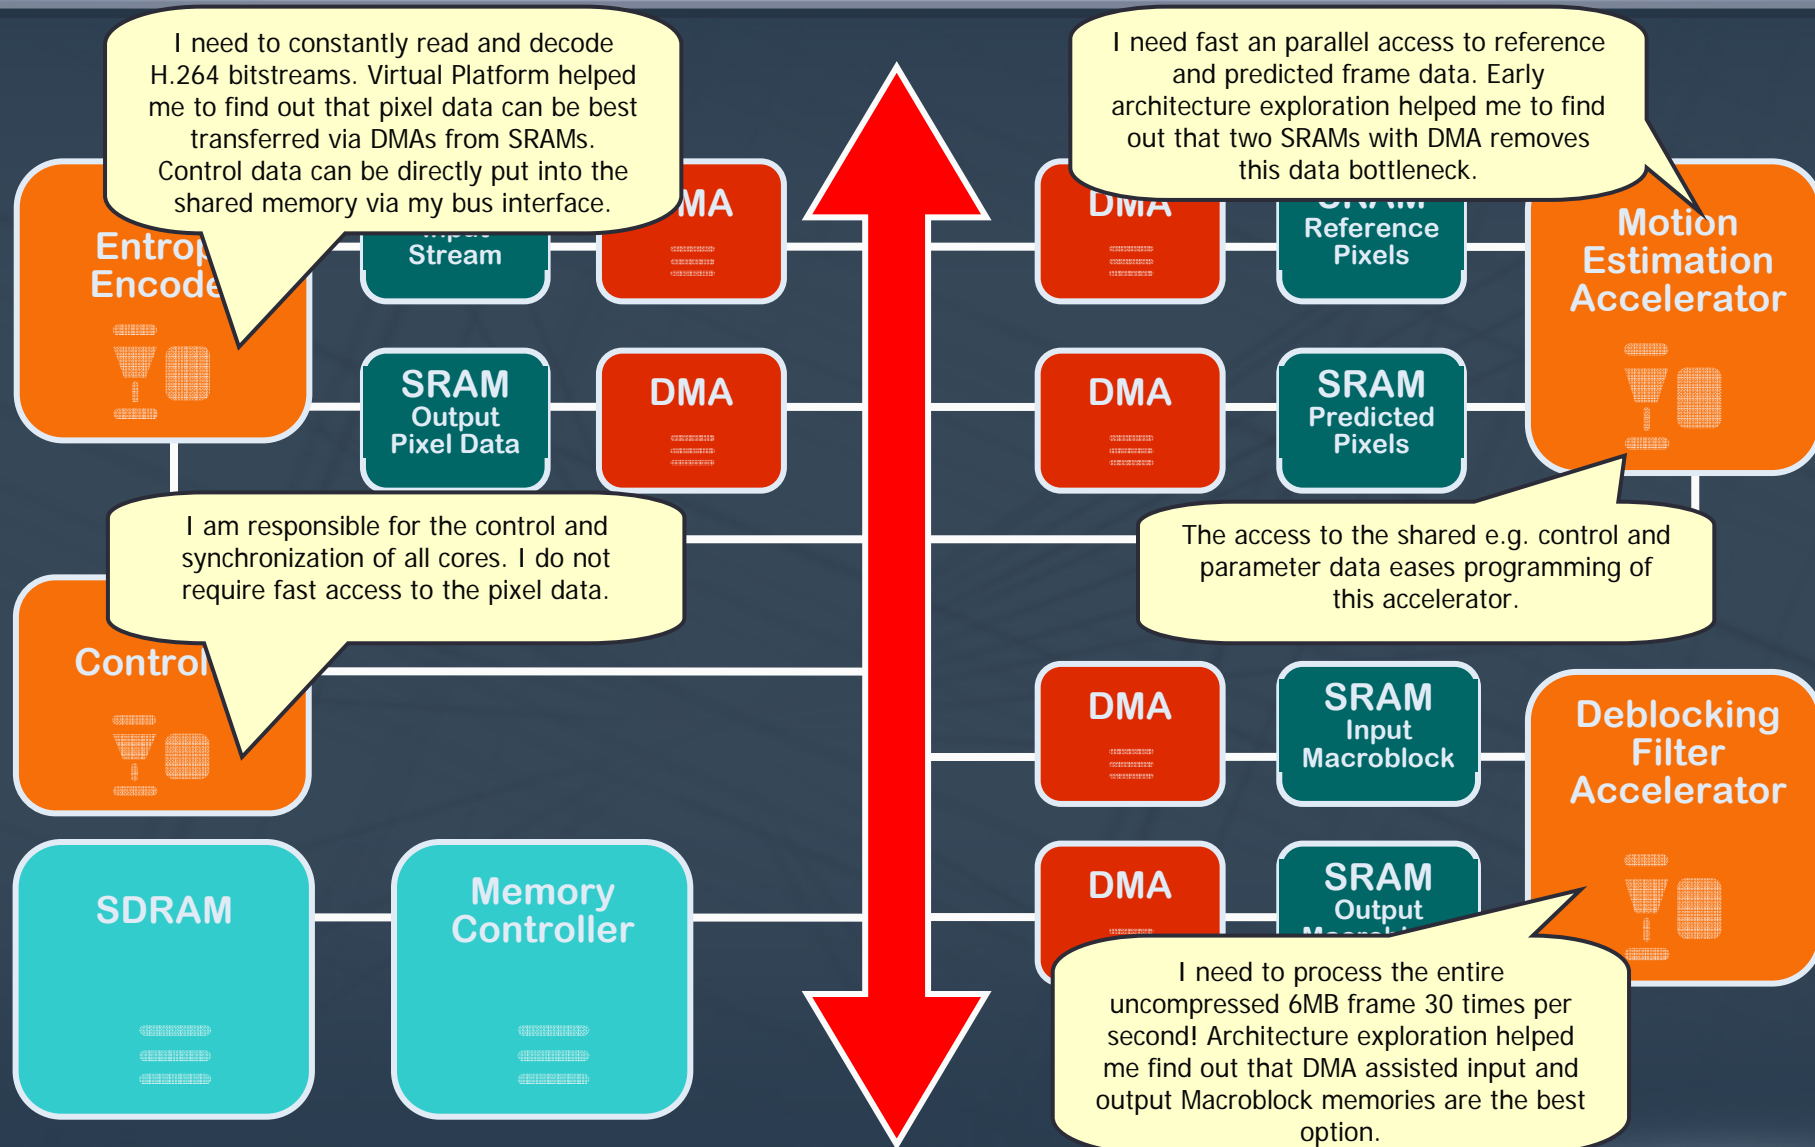 I need to constantly read and decode
H.264 bitstreams. Virtual Platform helped
me to find out that pixel data can be best
transferred via DMAs from SRAMs.
Control data can be directly put into the
shared memory via my bus interface.
I need fast an parallel access to reference
and predicted frame data. Early
architecture exploration helped me to find
out that two SRAMs with DMA removes
this data bottleneck.
Entrop
Encode
Input
Stream
MA
DMA
SRAM
Reference
Pixels
Motion
Estimation
Accelerator
SRAM
Output
Pixel Data
DMA
DMA
SRAM
Predicted
Pixels
I am responsible for the control and
synchronization of all cores. I do not
require fast access to the pixel data.
The access to the shared e.g. control and
parameter data eases programming of
this accelerator.
Control
DMA
SRAM
Input
Macroblock
Deblocking
Filter
Accelerator
SDRAM
Memory
Controller
DMA
SRAM
Output
I need to process the entire
uncompressed 6MB frame 30 times per
second! Architecture exploration helped
me find out that DMA assisted input and
output Macroblock memories are the best
option.